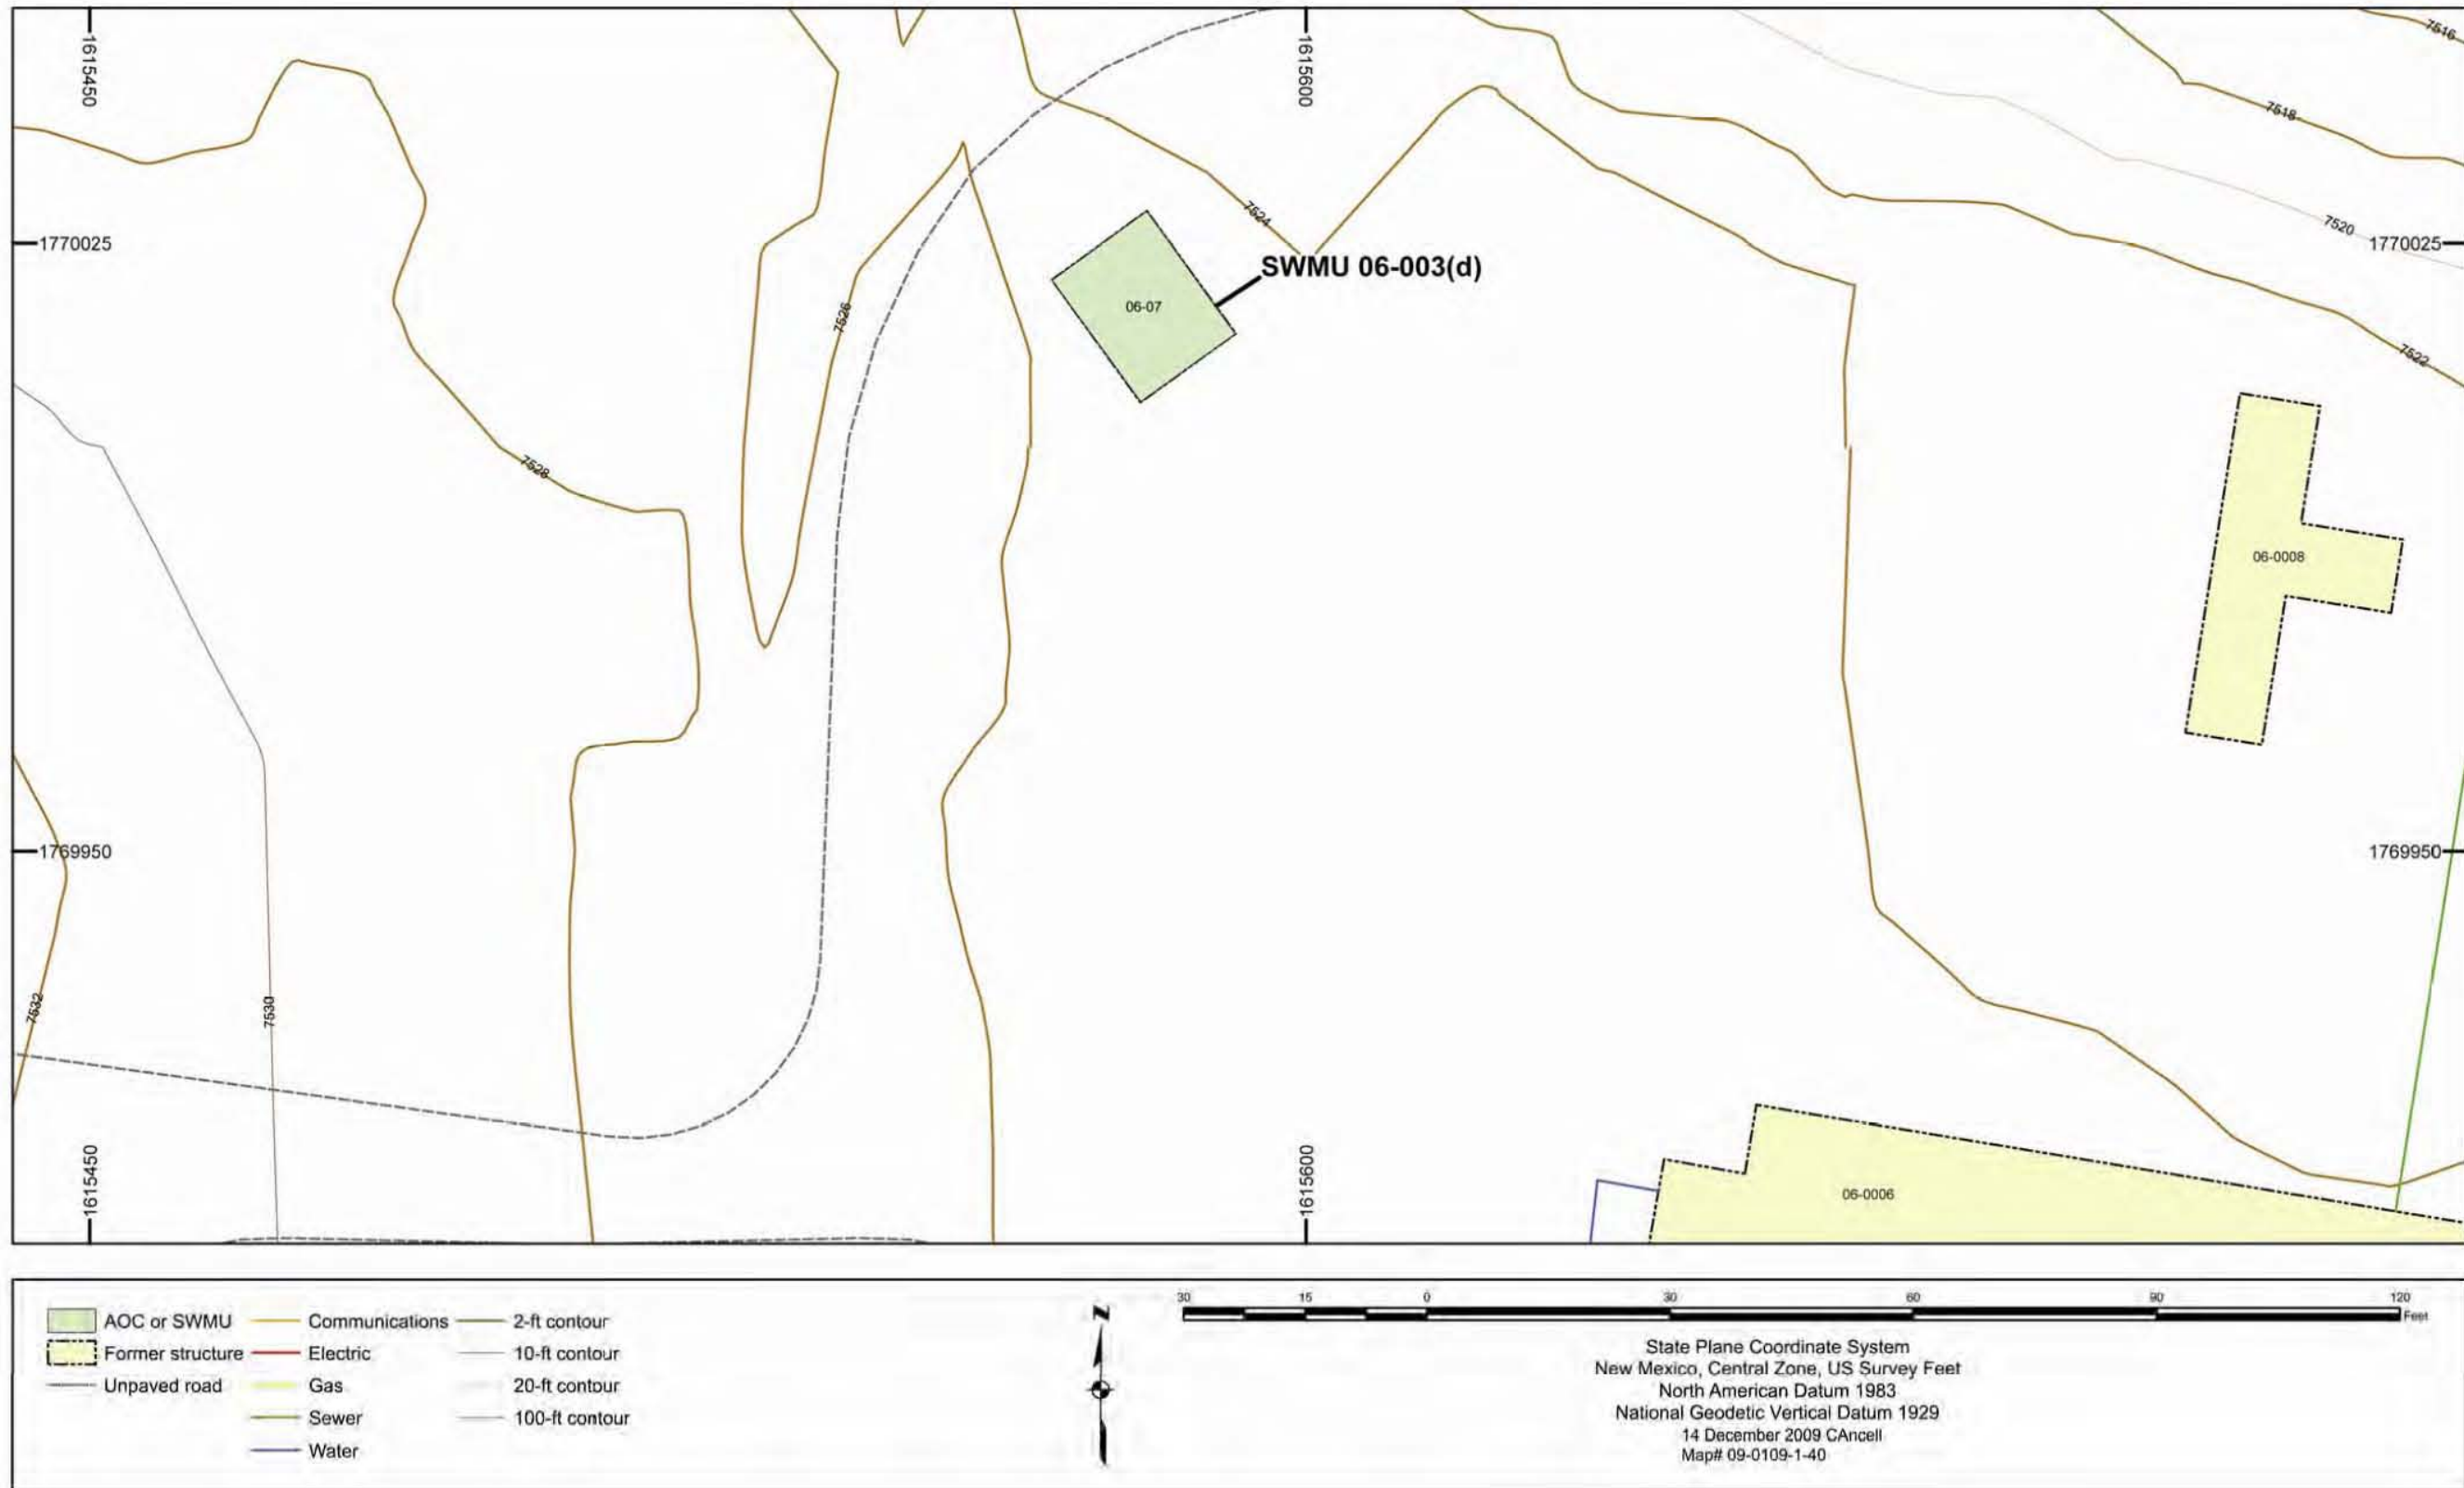 1615450
1615600
7516
7518
7524
7520
1770025
1770025
SWMU 06-003(d)
06-07
7526
7522
7528
06-0008
1769950
1769950
7532
7530
1615450
1615600
06-0006
AOC or SWMU
Former structure
Unpaved road
Communications
Electric
Gas
Sewer
Water
2-ft contour
10-ft contour
20-ft contour
100-ft contour
N
30 15 0 30 60 90 120
Feet
State Plane Coordinate System
New Mexico, Central Zone, US Survey Feet
North American Datum 1983
National Geodetic Vertical Datum 1929
14 December 2009 CAncell
Map# 09-0109-1-40